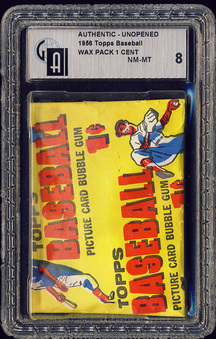 AUTHENTIC - UNOPENED
1956 Topps Baseball
WAX PACK 1 CENT
NM-MT
8
GA
TOPPS
BASEBALL
PICTURE CARD BUBBLE GUM
1¢
TOPPS
BASEBALL
PICTURE CARD BUBBLE GUM
1¢